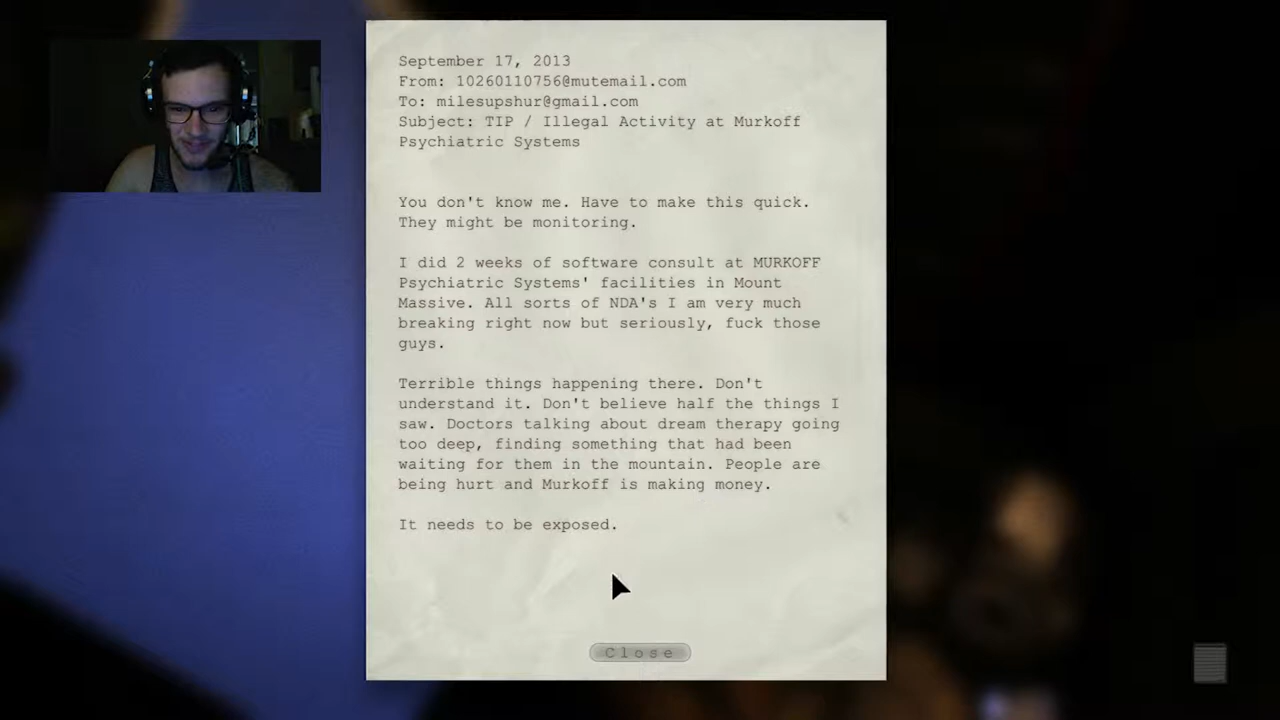 September 17, 2013
From: 10260110756@mutemail.com
To: milesupshur@gmail.com
Subject: TIP / Illegal Activity at Murkoff
Psychiatric Systems
You don't know me. Have to make this quick.
They might be monitoring.
I did 2 weeks of software consult at MURKOFF
Psychiatric Systems' facilities in Mount
Massive. All sorts of NDA's I am very much
breaking right now but seriously, fuck those
guys.
Terrible things happening there. Don't
understand it. Don't believe half the things I
saw. Doctors talking about dream therapy going
too deep, finding something that had been
waiting for them in the mountain. People are
being hurt and Murkoff is making money.
It needs to be exposed.
Close